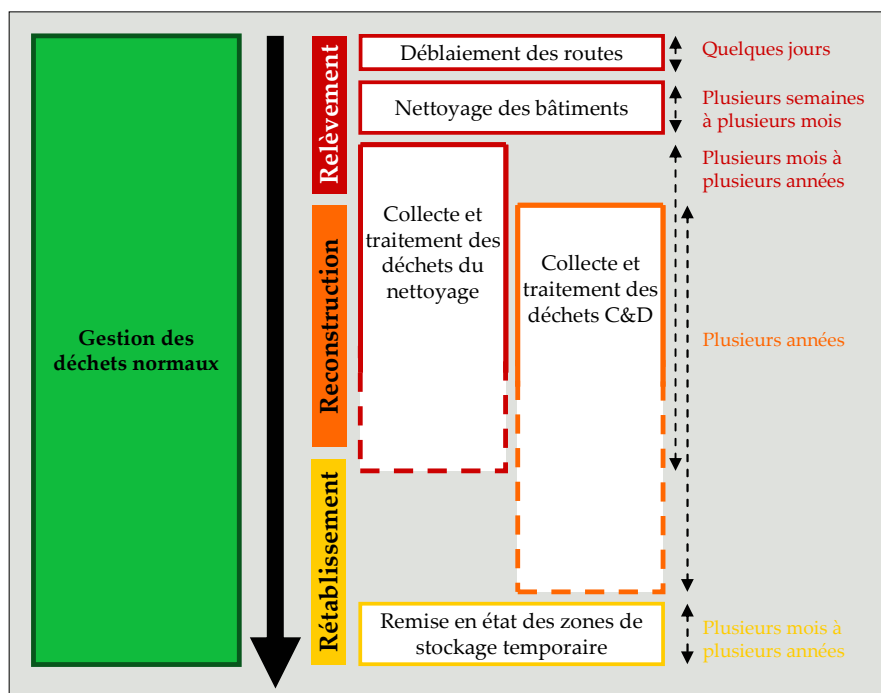 Gestion des
déchets normaux
Relèvement
Déblaiement des routes
Quelques jours
Nettoyage des bâtiments
Plusieurs semaines
à plusieurs mois
Collecte et
traitement des
déchets du
nettoyage
Plusieurs mois à
plusieurs années
Reconstruction
Collecte et
traitement des
déchets C&D
Plusieurs années
Rétablissement
Remise en état des zones de
stockage temporaire
Plusieurs mois à
plusieurs années